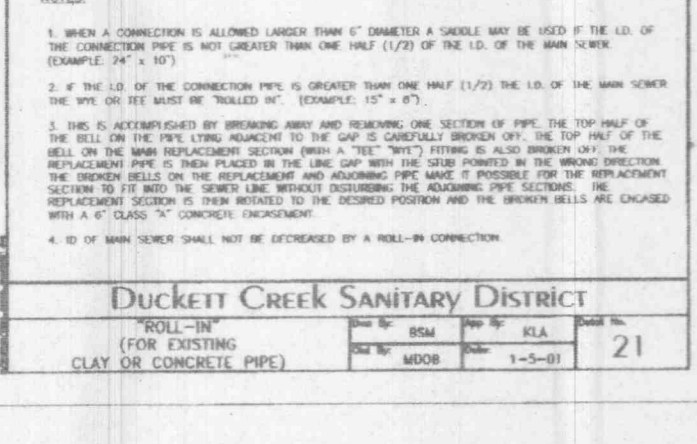 1. WHEN A CONNECTION IS ALLOWED LARGER THAN 6" DIAMETER A SADDLE MAY BE USED IF THE I.D. OF
THE CONNECTION PIPE IS NOT GREATER THAN ONE HALF (1/2) OF THE I.D. OF THE MAIN SEWER.
(EXAMPLE: 24" x 10")
2. IF THE I.D. OF THE CONNECTION PIPE IS GREATER THAN ONE HALF (1/2) THE I.D. OF THE MAIN SEWER
THE WYE OR TEE MUST BE "ROLLED IN". (EXAMPLE: 15" x 8")
3. THIS IS ACCOMPLISHED BY BREAKING AWAY AND REMOVING ONE SECTION OF PIPE. THE TOP HALF OF
THE BELL ON THE PIPE LYING ADJACENT TO THE GAP IS CAREFULLY BROKEN OFF. THE TOP HALF OF THE
BELL ON THE MAIN REPLACEMENT SECTION (WITH A "TEE" "WYE") FITTING IS ALSO BROKEN OFF. THE
REPLACEMENT PIPE IS THEN PLACED IN THE LINE GAP WITH THE STUB POINTED IN THE WRONG DIRECTION.
THE BROKEN BELLS ON THE REPLACEMENT AND ADJOINING PIPE MAKE IT POSSIBLE FOR THE REPLACEMENT
SECTION TO FIT INTO THE SEWER LINE WITHOUT DISTURBING THE ADJOINING PIPE SECTIONS. THE
REPLACEMENT SECTION IS THEN ROTATED TO THE DESIRED POSITION AND THE BROKEN BELLS ARE ENCASED
WITH A 6" CLASS "A" CONCRETE ENCASEMENT.
4. ID OF MAIN SEWER SHALL NOT BE DECREASED BY A ROLL-IN CONNECTION.
DUCKETT CREEK SANITARY DISTRICT
"ROLL-IN"
(FOR EXISTING
CLAY OR CONCRETE PIPE)
By: BSM
App By: KLA
By: MDOB
Date: 1-5-01
Detail No.
21